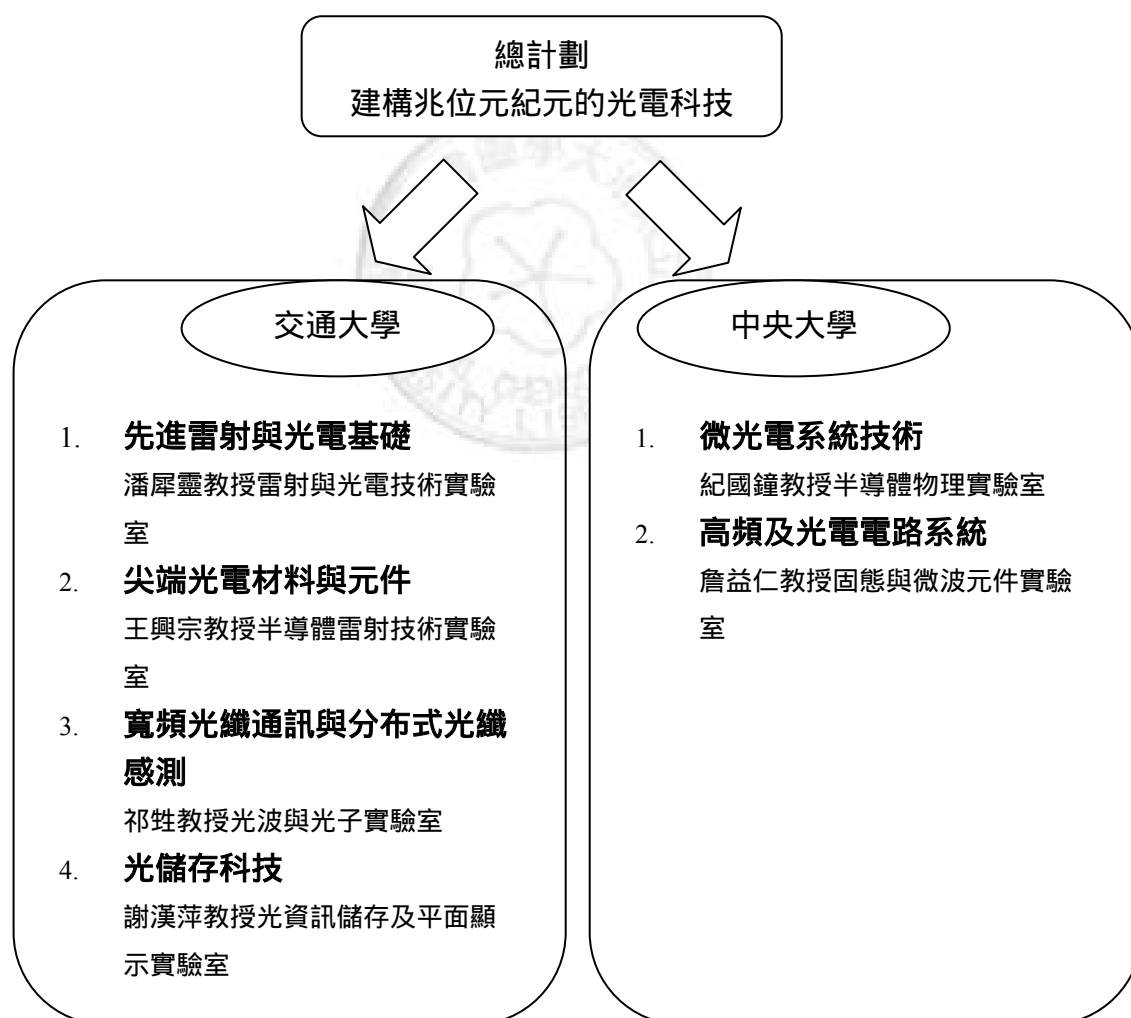 總計劃
建構兆位元紀元的光電科技
交通大學
1. 先進雷射與光電基礎
潘犀靈教授雷射與光電技術實驗
室
2. 尖端光電材料與元件
王興宗教授半導體雷射技術實驗
室
3. 寬頻光纖通訊與分布式光纖
感測
祁甡教授光波與光子實驗室
4. 光儲存科技
謝漢萍教授光資訊儲存及平面顯
示實驗室
中央大學
1. 微光電系統技術
紀國鐘教授半導體物理實驗室
2. 高頻及光電電路系統
詹益仁教授固態與微波元件實驗
室